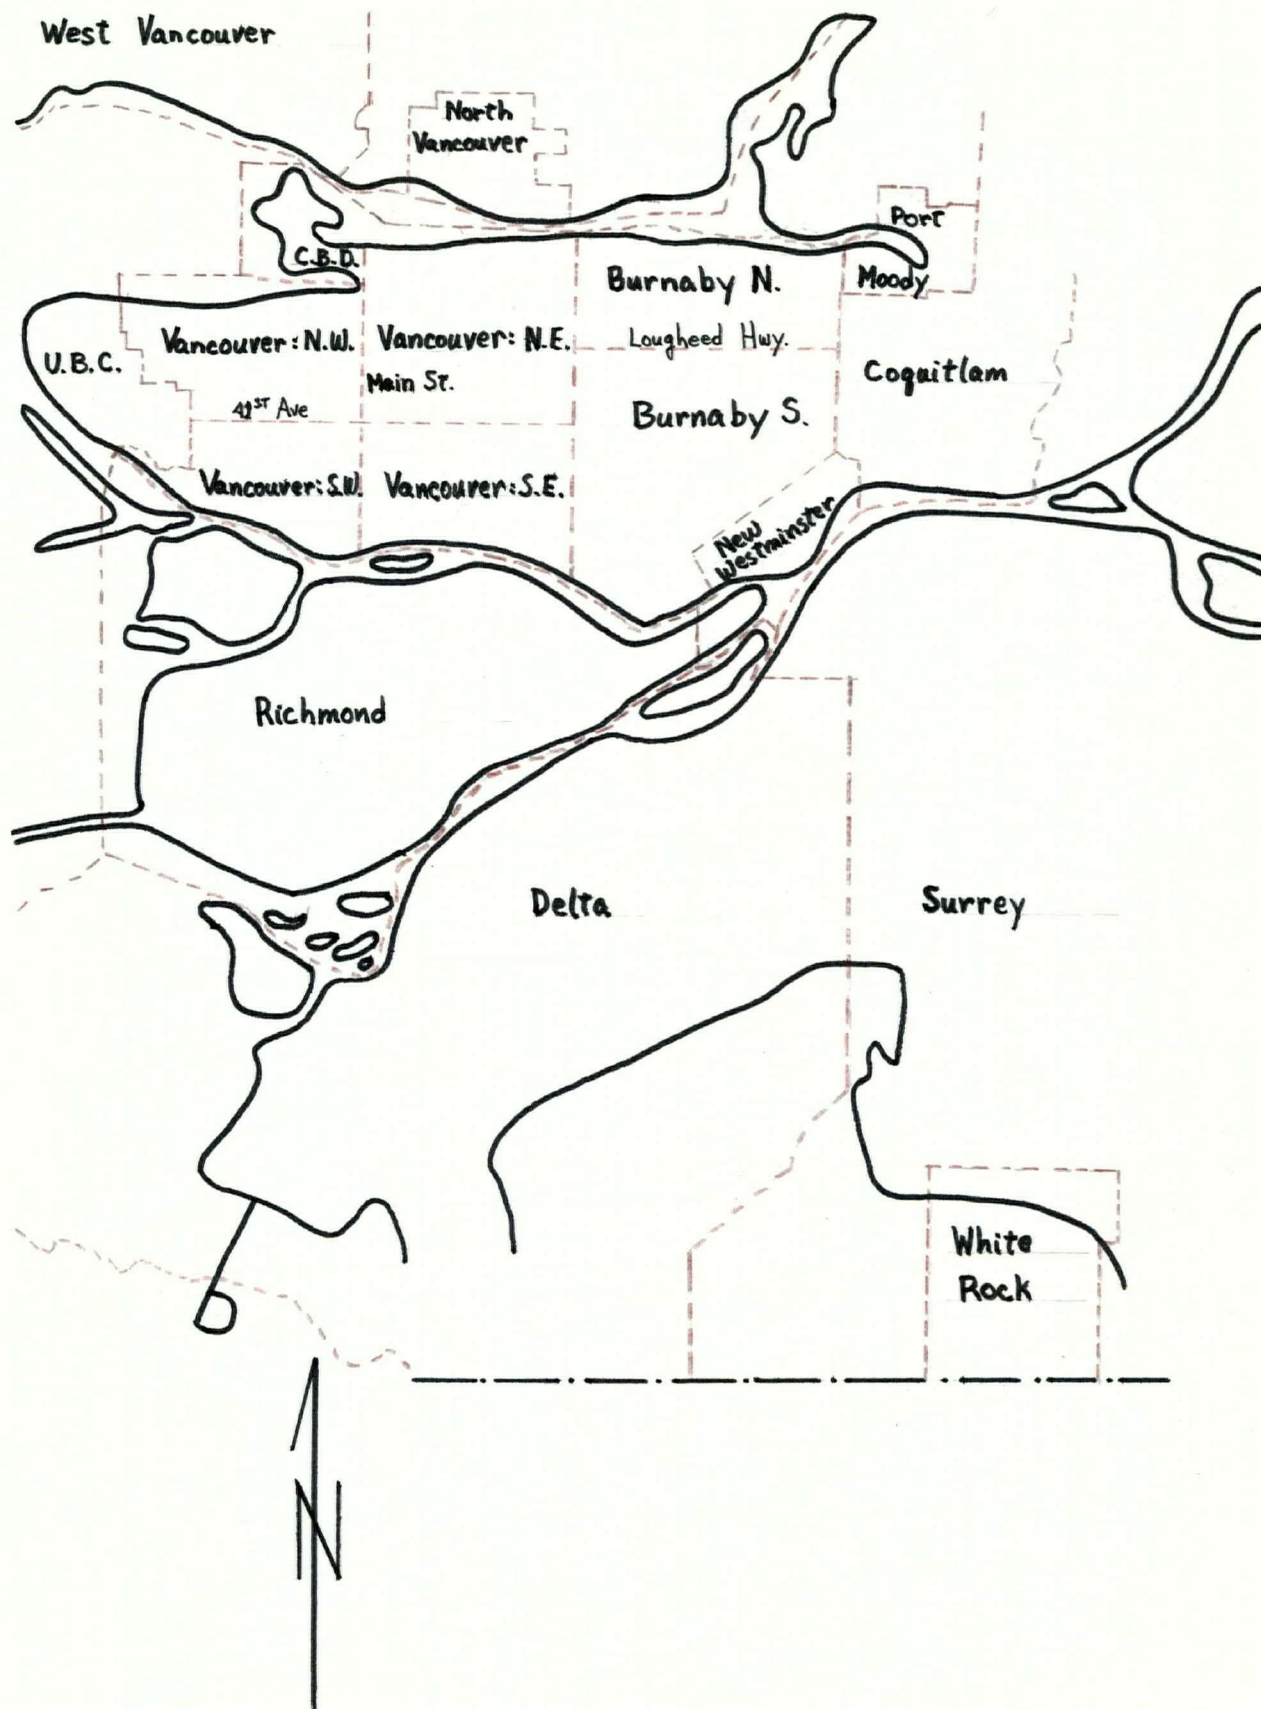 West Vancouver
North
Vancouver
Port
Moody
C.B.D.
Burnaby N.
Vancouver: N.W.
Vancouver: N.E.
Lougheed Hwy.
U.B.C.
Main St.
Coquitlam
41ST Ave
Burnaby S.
Vancouver: S.W.
Vancouver: S.E.
New
Westminster
Richmond
Delta
Surrey
White
Rock
N